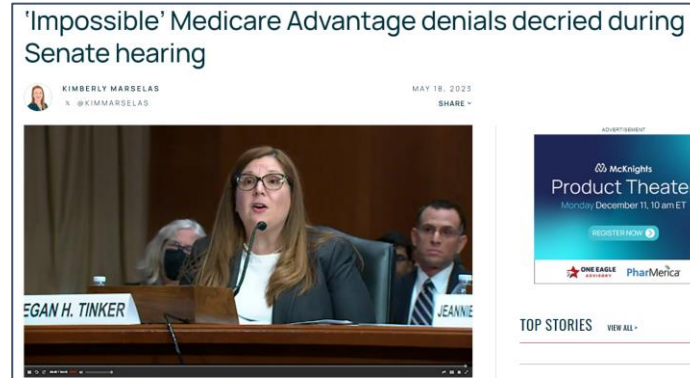 'Impossible' Medicare Advantage denials decried during
Senate hearing
KIMBERLY MARSELAS
@KIMMARSELAS
MAY 18, 2023
SHARE
ADVERTISEMENT
McKnights
Product Theate
Monday December 11, 10 am ET
REGISTER NOW
ONE EAGLE
ADVISORY
PharMerica
EGAN H. TINKER
JEANNIE
TOP STORIES
VIEW ALL